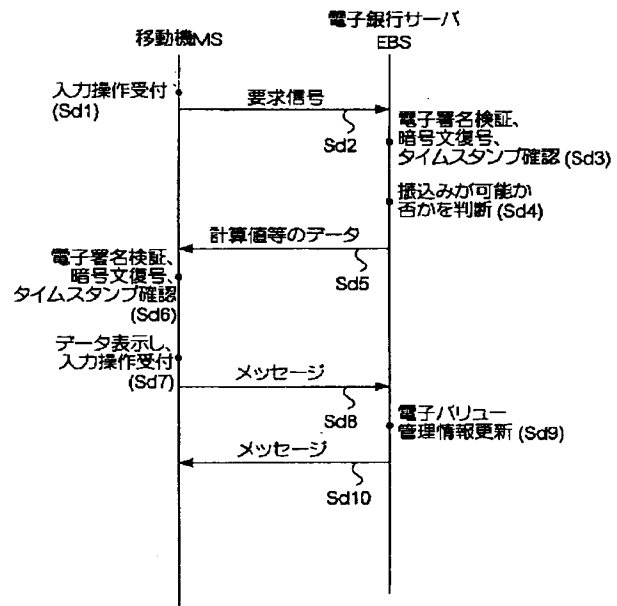 移動機MS
電子銀行サーバ
EBS
入力操作受付
(Sd1)
要求信号
Sd2
電子署名検証、
暗号文復号、
タイムスタンプ確認 (Sd3)
振込みが可能か
否かを判断 (Sd4)
計算値等のデータ
Sd5
電子署名検証、
暗号文復号、
タイムスタンプ確認
(Sd6)
データ表示し、
入力操作受付
(Sd7)
メッセージ
Sd8
電子バリュー
管理情報更新 (Sd9)
メッセージ
Sd10